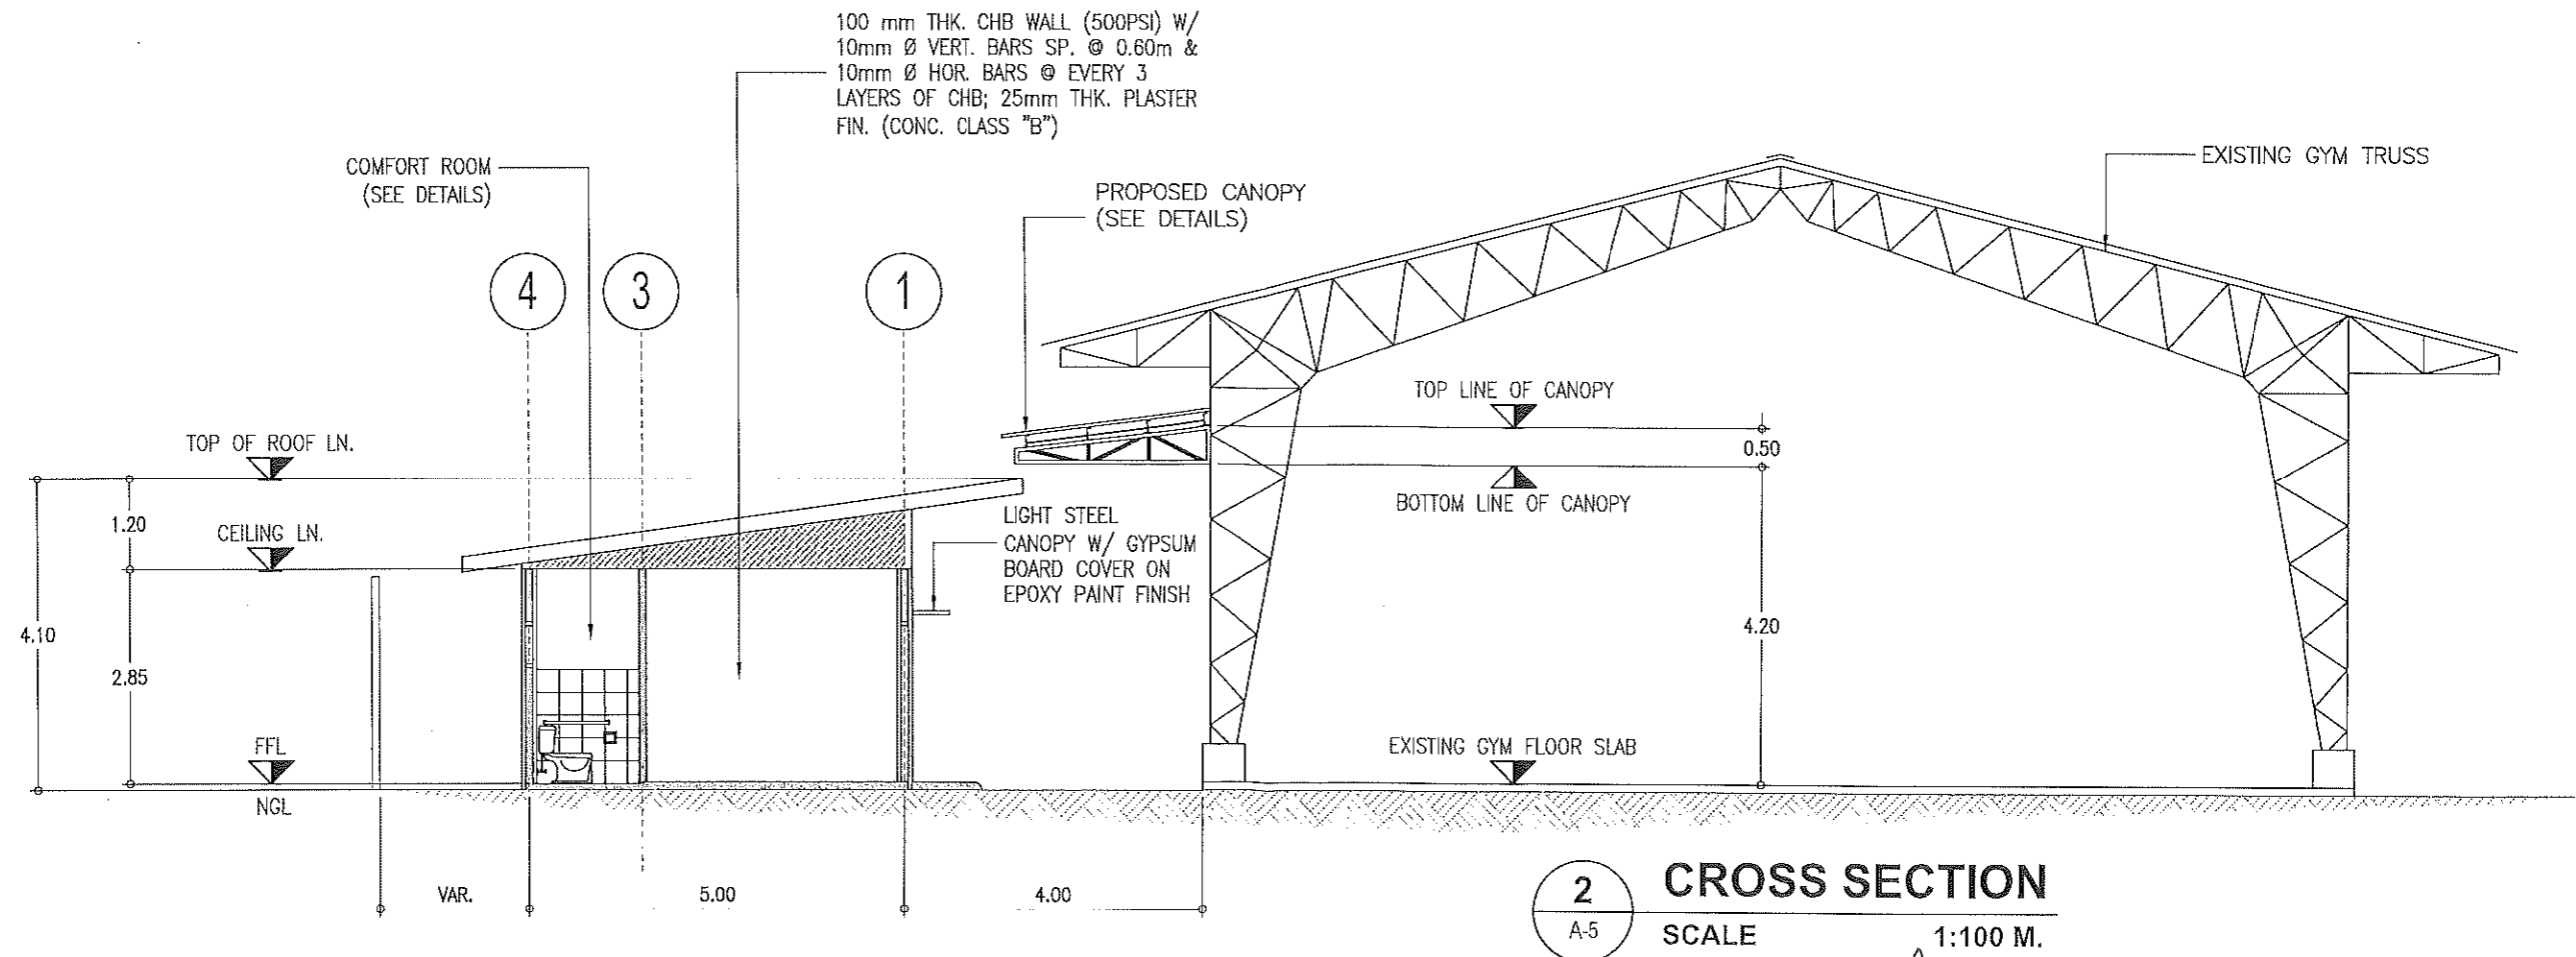 100 mm THK. CHB WALL (500PSI) W/
10mm Ø VERT. BARS SP. @ 0.60m &
10mm Ø HOR. BARS @ EVERY 3
LAYERS OF CHB; 25mm THK. PLASTER
FIN. (CONC. CLASS "B")
COMFORT ROOM
(SEE DETAILS)
PROPOSED CANOPY
(SEE DETAILS)
EXISTING GYM TRUSS
4
3
1
TOP LINE OF CANOPY
TOP OF ROOF LN.
0.50
BOTTOM LINE OF CANOPY
1.20
CEILING LN.
LIGHT STEEL
CANOPY W/ GYPSUM
BOARD COVER ON
EPOXY PAINT FINISH
4.10
4.20
2.85
FFL
EXISTING GYM FLOOR SLAB
NGL
VAR.
5.00
4.00
2
A-5
CROSS SECTION
SCALE 1:100 M.